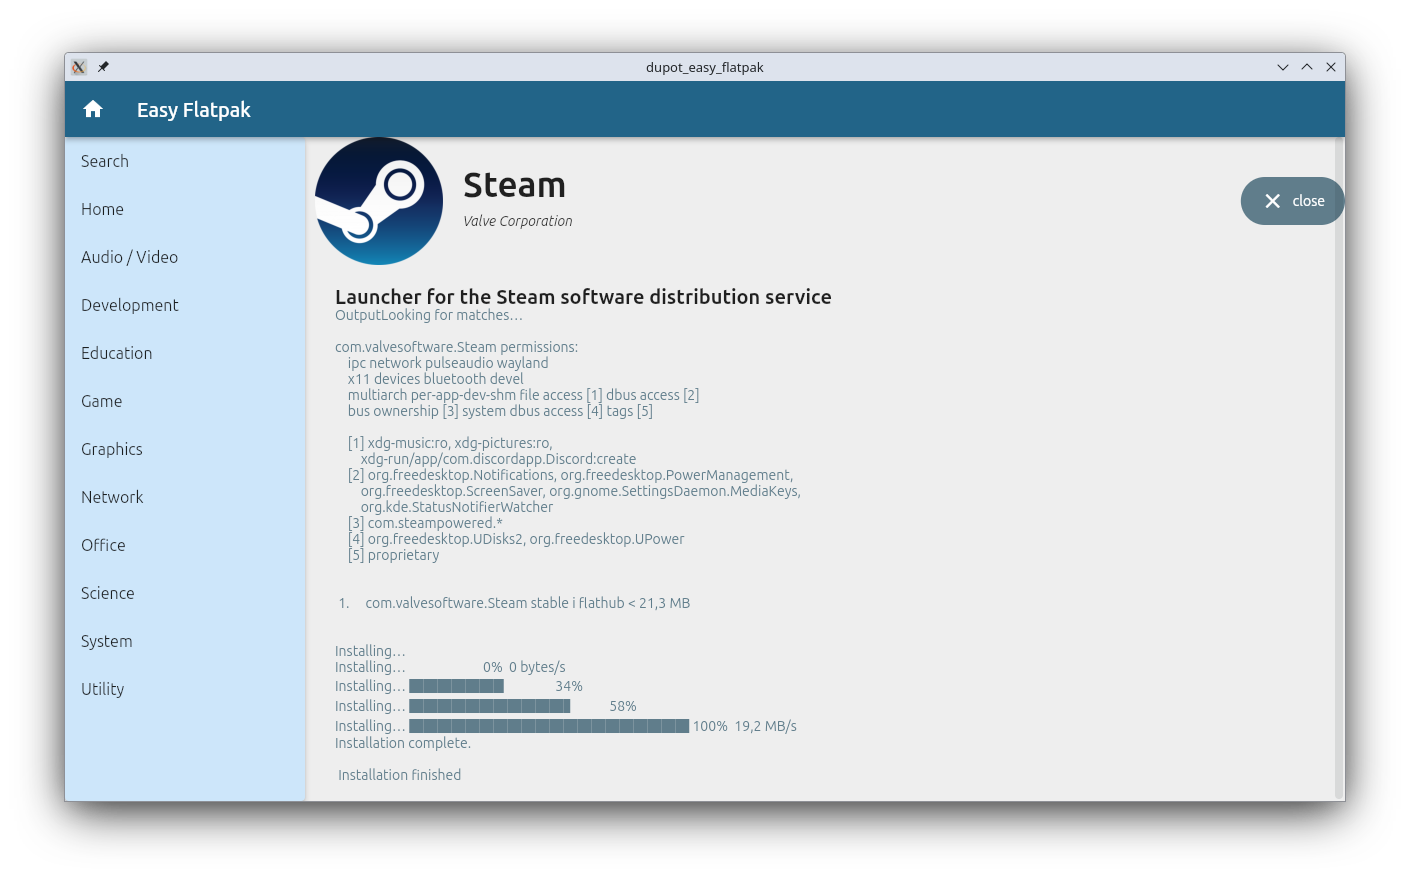 dupot_easy_flatpak
Easy Flatpak
Search
Home
Audio / Video
Development
Education
Game
Graphics
Network
Office
Science
System
Utility
Steam
Valve Corporation
close
Launcher for the Steam software distribution service
OutputLooking for matches…
com.valvesoftware.Steam permissions:
ipc network pulseaudio wayland
x11 devices bluetooth devel
multiarch per-app-dev-shm file access [1] dbus access [2]
bus ownership [3] system dbus access [4] tags [5]
[1] xdg-music:ro, xdg-pictures:ro,
xdg-run/app/com.discordapp.Discord:create
[2] org.freedesktop.Notifications, org.freedesktop.PowerManagement,
org.freedesktop.ScreenSaver, org.gnome.SettingsDaemon.MediaKeys,
org.kde.StatusNotifierWatcher
[3] com.steampowered.*
[4] org.freedesktop.UDisks2, org.freedesktop.UPower
[5] proprietary
1. com.valvesoftware.Steam stable i flathub < 21,3 MB
Installing…
Installing… 0% 0 bytes/s
Installing… 34%
Installing… 58%
Installing… 100% 19,2 MB/s
Installation complete.
Installation finished